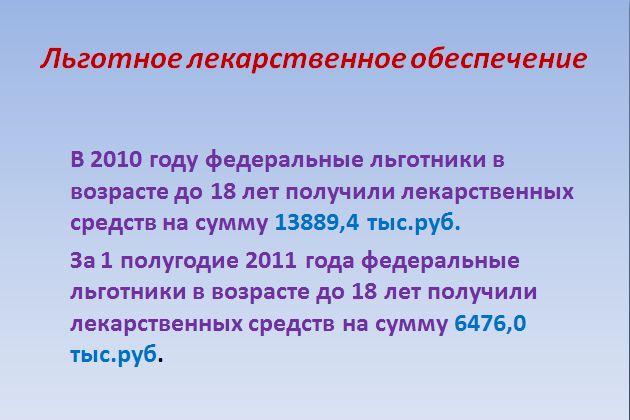 Льготное лекарственное обеспечение
В 2010 году федеральные льготники в
возрасте до 18 лет получили лекарственных
средств на сумму 13889,4 тыс.руб.
За 1 полугодие 2011 года федеральные
льготники в возрасте до 18 лет получили
лекарственных средств на сумму 6476,0
тыс.руб.